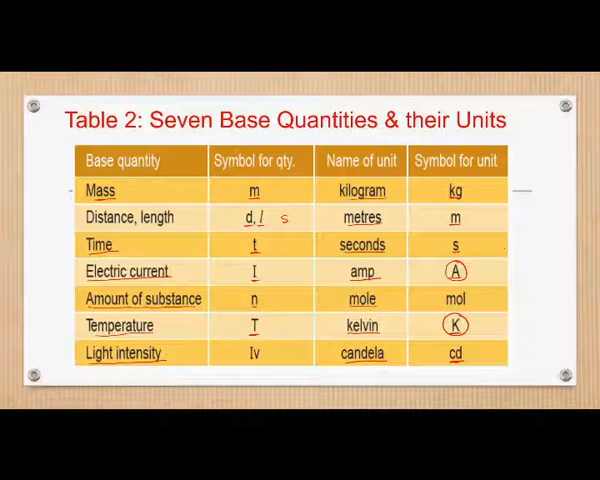 Table 2: Seven Base Quantities & their Units
Base quantity Symbol for qty. Name of unit Symbol for unit
Mass m kilogram kg
Distance, length d, l s metres m
Time t seconds s
Electric current I amp A
Amount of substance n mole mol
Temperature T kelvin K
Light intensity Iv candela cd